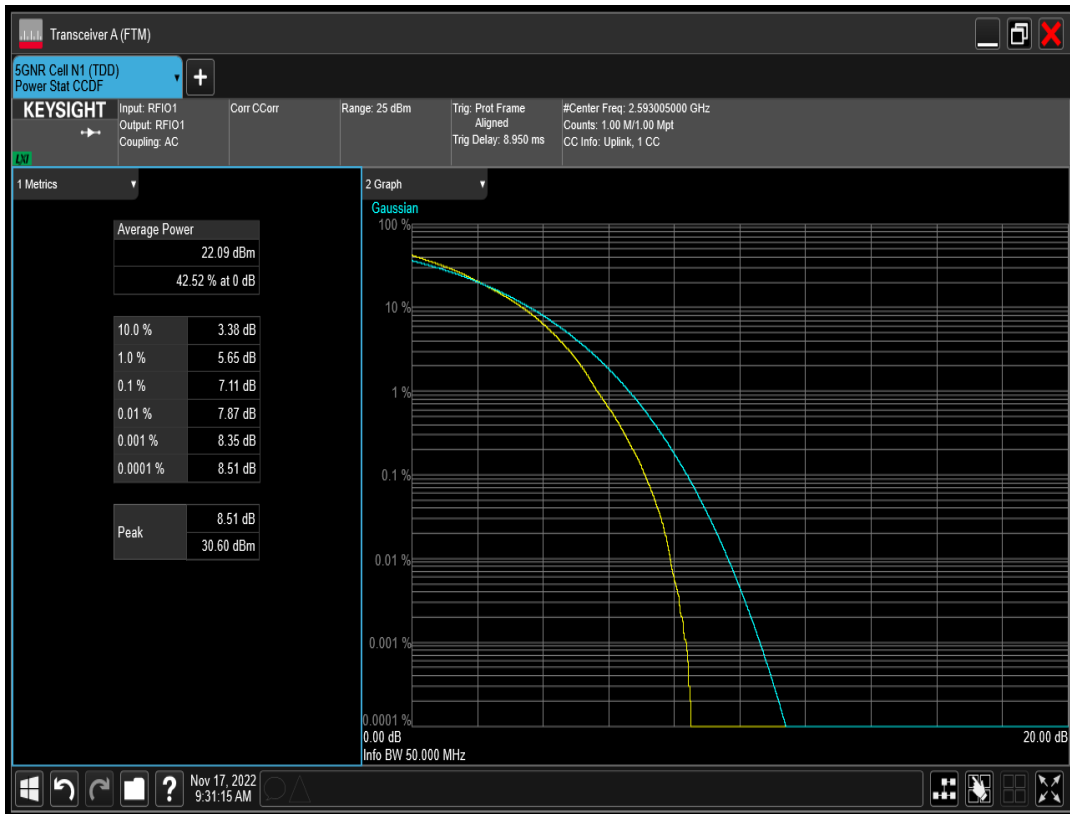 Transceiver A (FTM)
5GNR Cell N1 (TDD)
Power Stat CCDF
+
KEYSIGHT
LXI
Input: RFIO1
Output: RFIO1
Coupling: AC
Corr CCorr
Range: 25 dBm
Trig: Prot Frame
Aligned
Trig Delay: 8.950 ms
#Center Freq: 2.593005000 GHz
Counts: 1.00 M/1.00 Mpt
CC Info: Uplink, 1 CC
1 Metrics
Average Power
22.09 dBm
42.52 % at 0 dB
10.0 % 3.38 dB
1.0 % 5.65 dB
0.1 % 7.11 dB
0.01 % 7.87 dB
0.001 % 8.35 dB
0.0001 % 8.51 dB
Peak
8.51 dB
30.60 dBm
2 Graph
Gaussian
100 %
10 %
1 %
0.1 %
0.01 %
0.001 %
0.0001 %
0.00 dB
20.00 dB
Info BW 50.000 MHz
?
Nov 17, 2022
9:31:15 AM